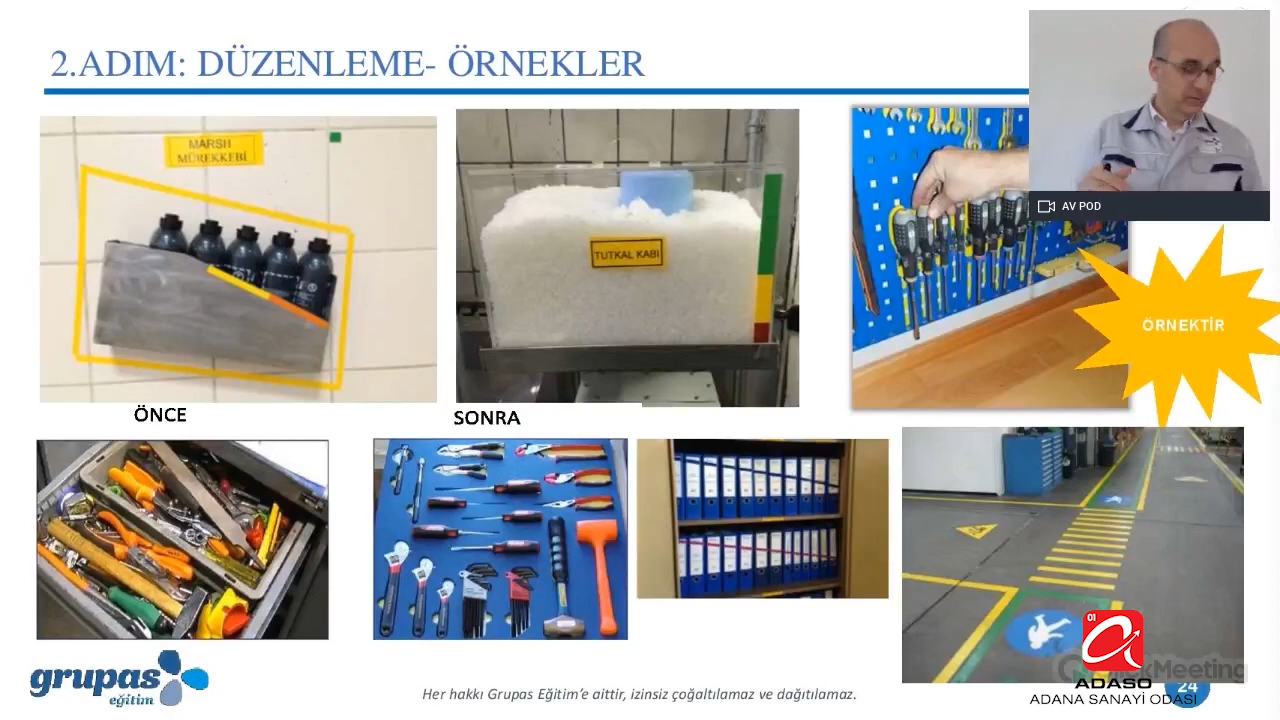 2.ADIM: DÜZENLEME- ÖRNEKLER
AV POD
MARSH
MÜREKKEBİ
TUTKAL KABI
ÖRNEKTİR
ÖNCE
SONRA
grupas
eğitim
Her hakkı Grupas Eğitim'e aittir, izinsiz çoğaltılamaz ve dağıtılamaz.
01
ADASO
ADANA SANAYİ ODASI
24